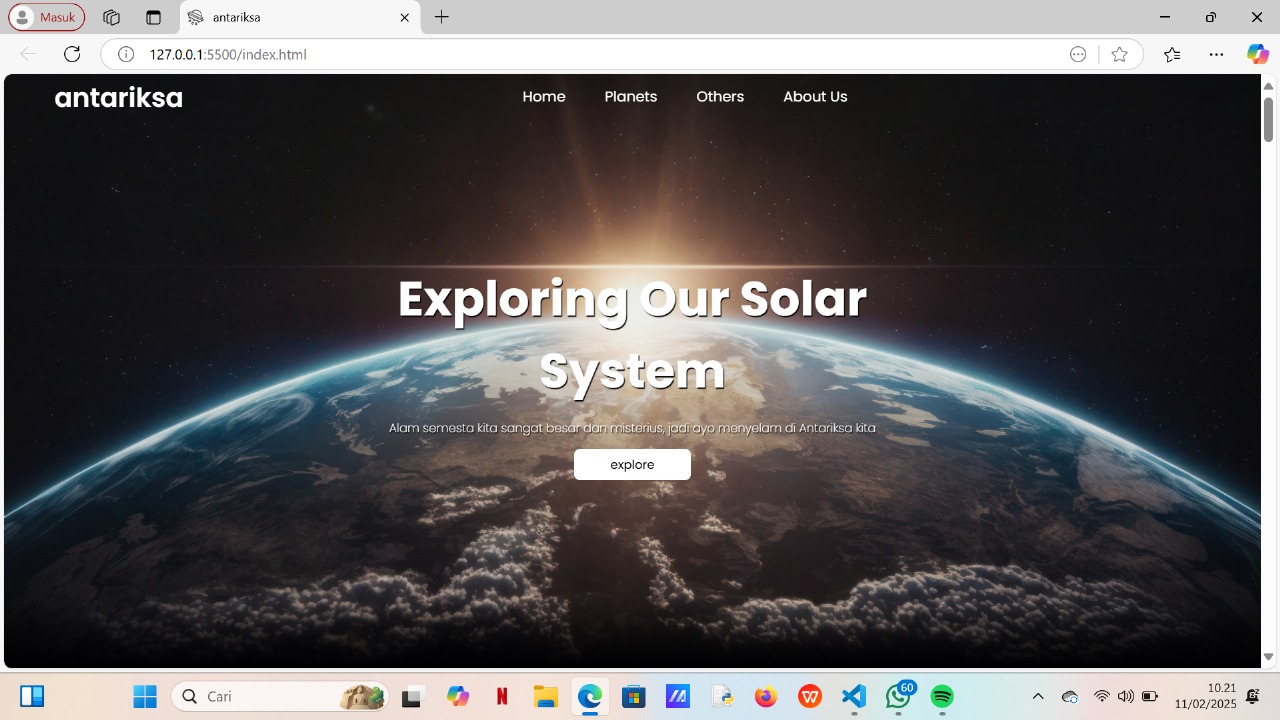 Masuk
antariksa
127.0.0.1:5500/index.html
antariksa
Home Planets Others About Us
Exploring Our Solar
System
Alam semesta kita sangat besar dan misterius, jadi ayo menyelam di Antariksa kita
explore
Cari
60
10.21
11/02/2025